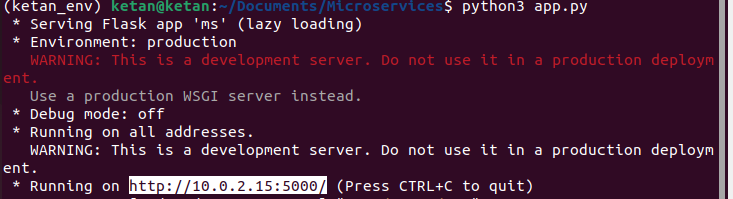 (ketan_env) ketan@ketan:~/Documents/Microservices$ python3 app.py
 * Serving Flask app 'ms' (lazy loading)
 * Environment: production
   WARNING: This is a development server. Do not use it in a production deploym
ent.
   Use a production WSGI server instead.
 * Debug mode: off
 * Running on all addresses.
   WARNING: This is a development server. Do not use it in a production deploym
ent.
 * Running on http://10.0.2.15:5000/ (Press CTRL+C to quit)